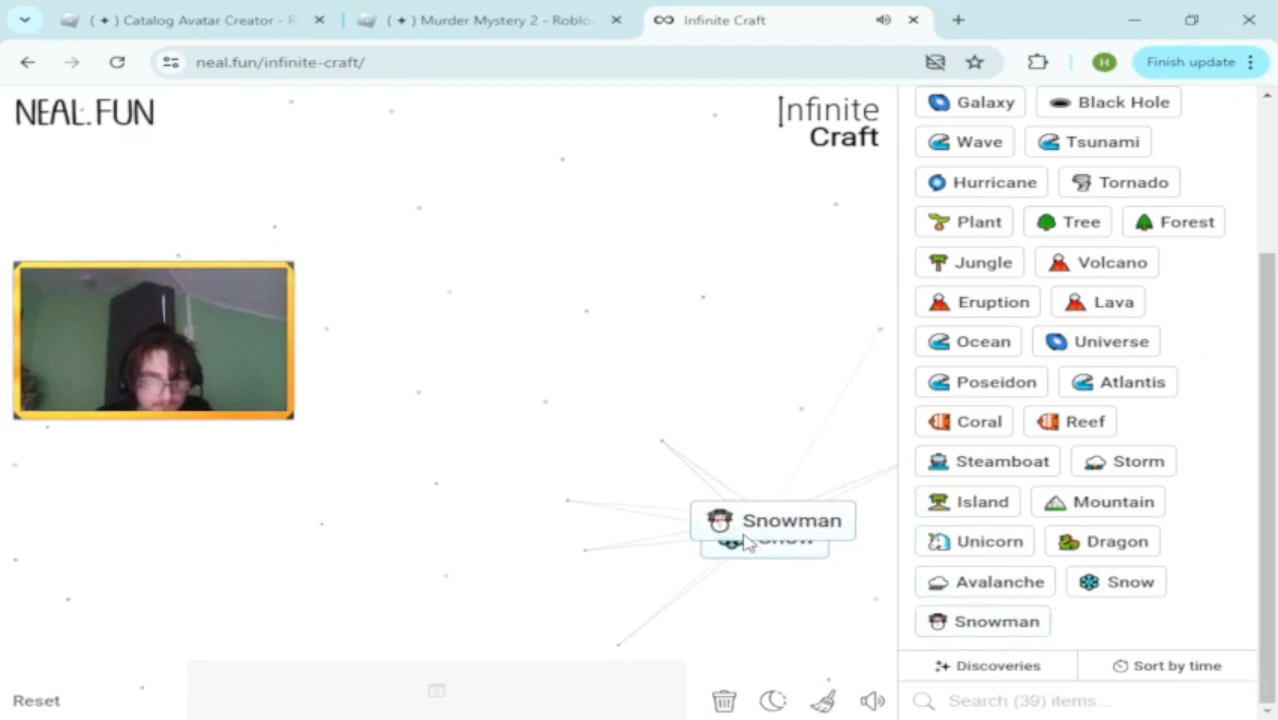 ( + ) Catalog Avatar Creator - R
( + ) Murder Mystery 2 - Roblo
Infinite Craft
neal.fun/infinite-craft/
H
Finish update
NEAL.FUN
Infinite
Craft
Galaxy
Black Hole
Wave
Tsunami
Hurricane
Tornado
Plant
Tree
Forest
Jungle
Volcano
Eruption
Lava
Ocean
Universe
Poseidon
Atlantis
Coral
Reef
Steamboat
Storm
Island
Mountain
Unicorn
Dragon
Avalanche
Snow
Snowman
Snowman
Snow
Discoveries
Sort by time
Reset
Search (39) items...